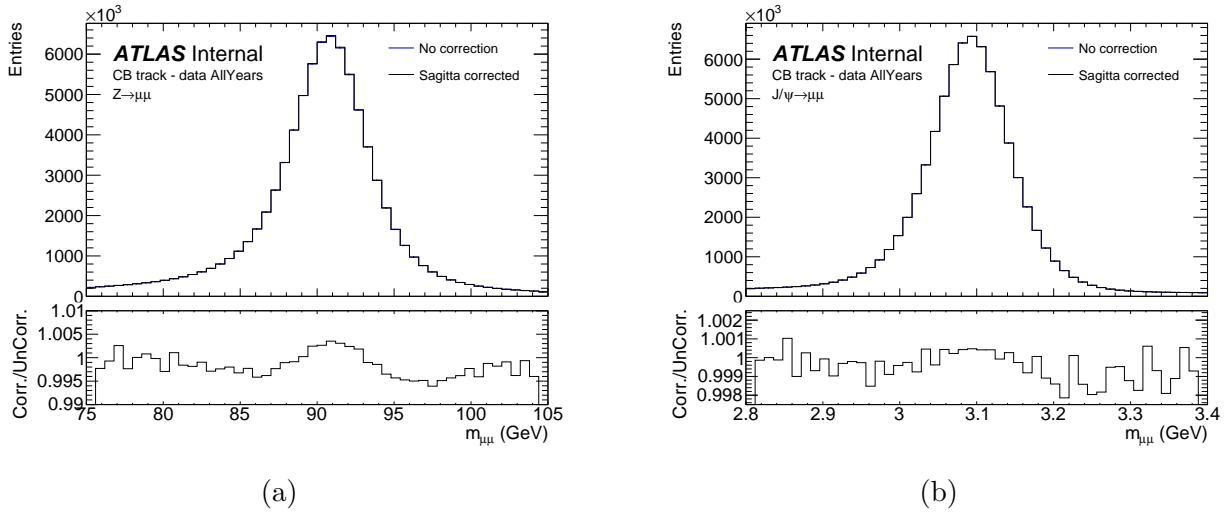 ×10³
Entries
6000
5000
4000
3000
2000
1000
0
ATLAS Internal
CB track - data AllYears
Z→μμ
No correction
Sagitta corrected
Corr./UnCorr.
1.01
1.005
1
0.995
0.99
75 80 85 90 95 100 105
mμμ (GeV)
(a)
×10³
Entries
6000
5000
4000
3000
2000
1000
0
ATLAS Internal
CB track - data AllYears
J/ψ→μμ
No correction
Sagitta corrected
Corr./UnCorr.
1.002
1.001
1
0.999
0.998
2.8 2.9 3 3.1 3.2 3.3 3.4
mμμ (GeV)
(b)